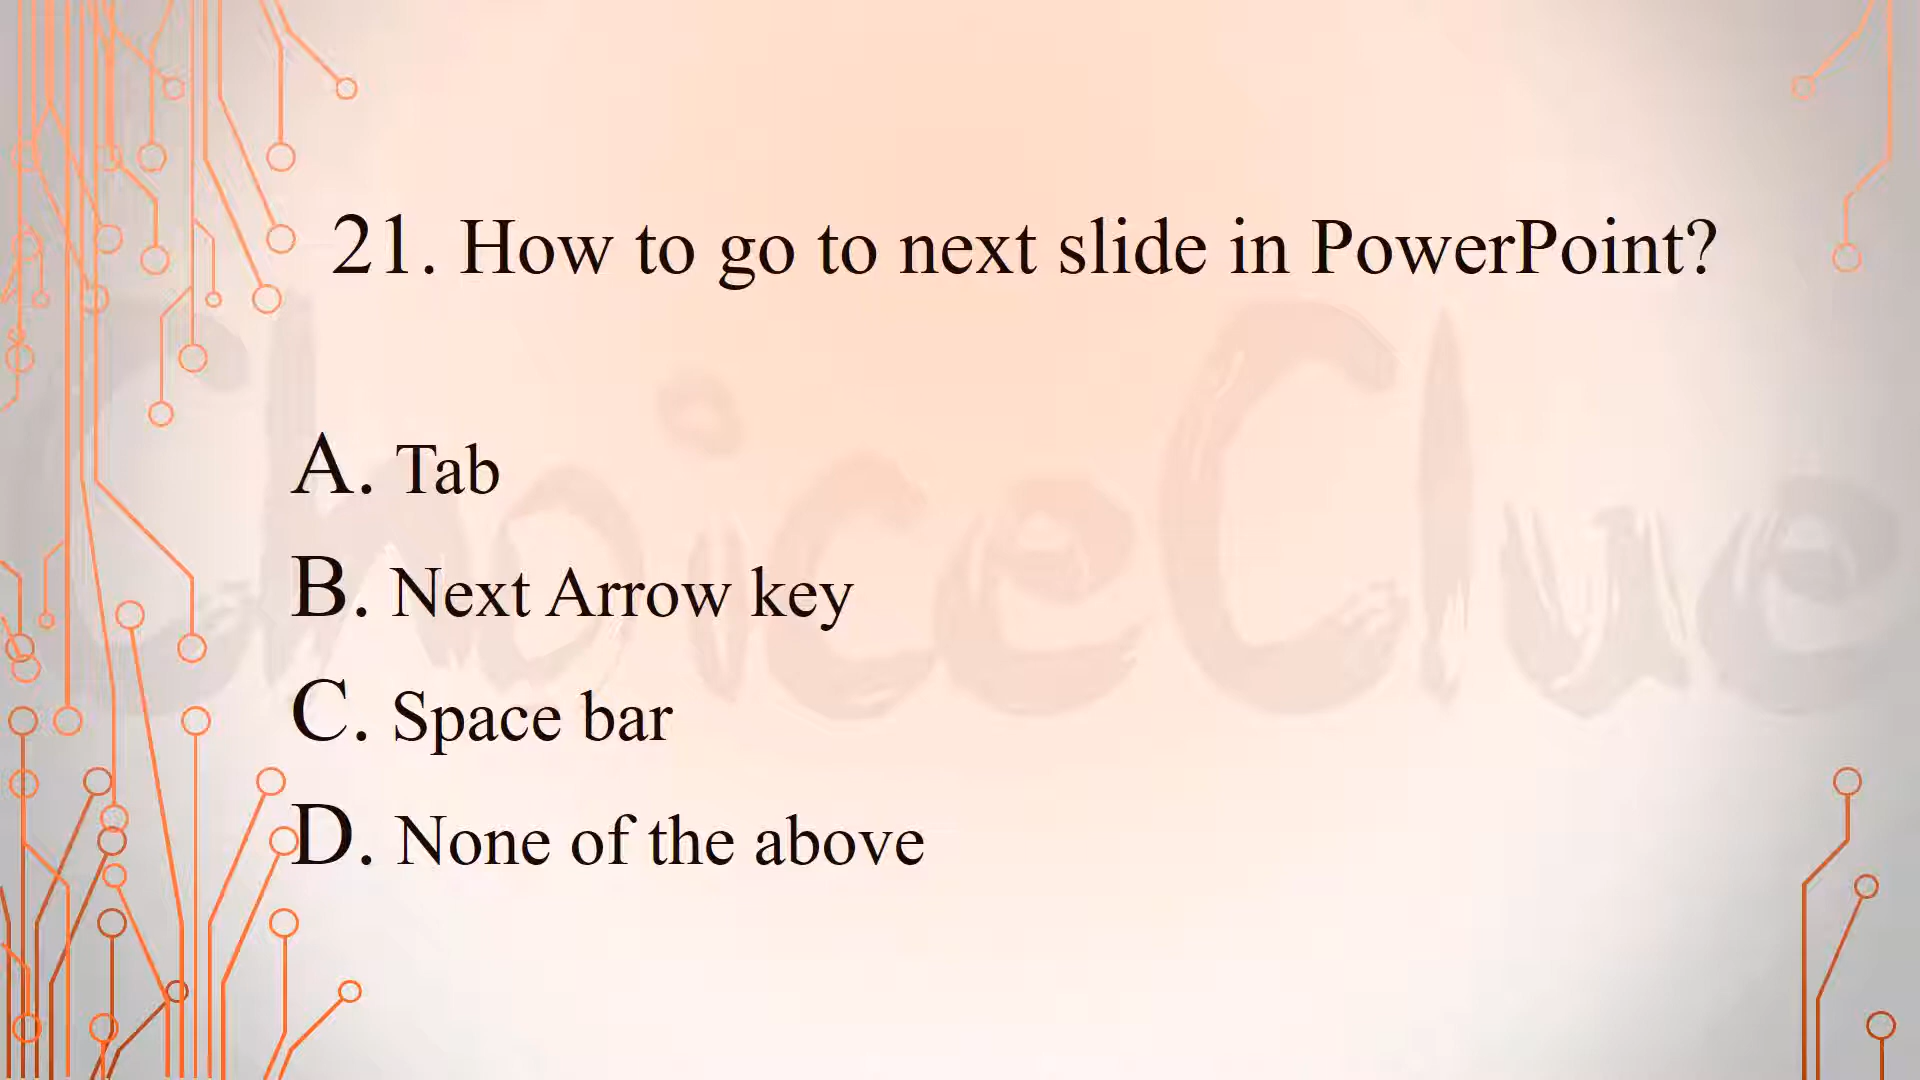 21. How to go to next slide in PowerPoint?
A. Tab
B. Next Arrow key
C. Space bar
D. None of the above
ChoiceClue